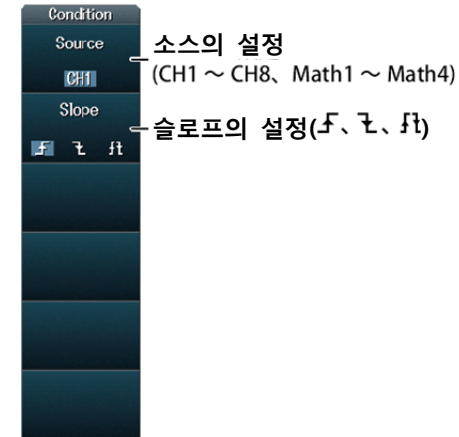 Condition
Source
소스의 설정
CH1
(CH1 ～ CH8、Math1 ～ Math4)
Slope
슬로프의 설정(⨍、⨎、⨍⨎)